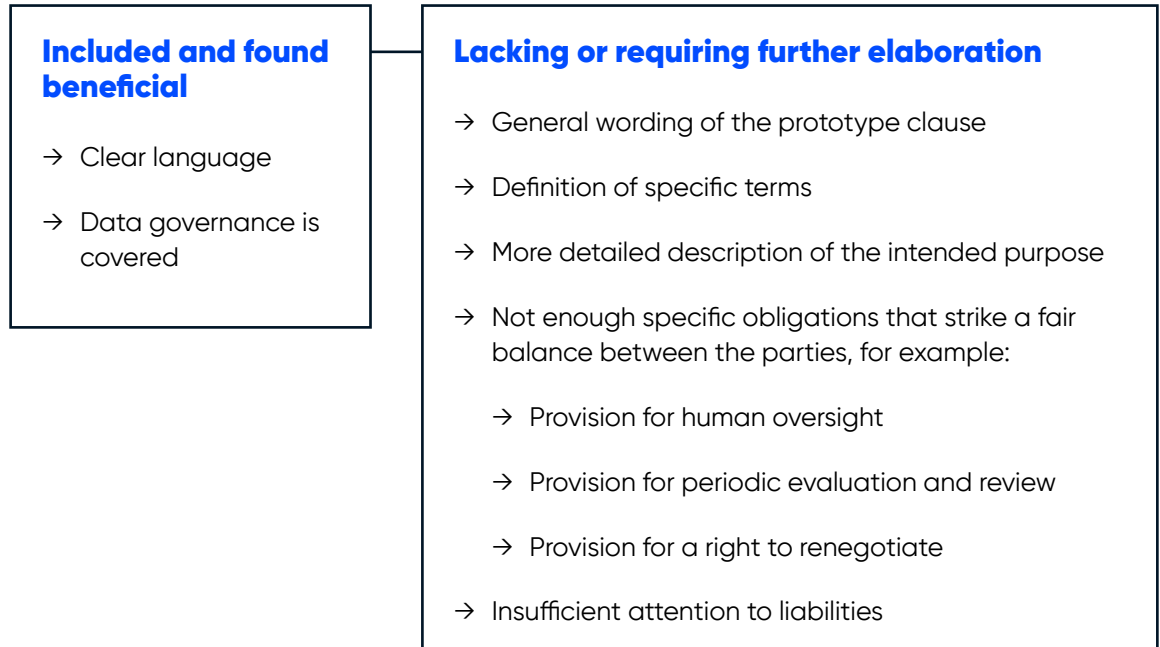 Included and found
beneficial
→ Clear language
→ Data governance is
covered
Lacking or requiring further elaboration
→ General wording of the prototype clause
→ Definition of specific terms
→ More detailed description of the intended purpose
→ Not enough specific obligations that strike a fair
balance between the parties, for example:
→ Provision for human oversight
→ Provision for periodic evaluation and review
→ Provision for a right to renegotiate
→ Insufficient attention to liabilities